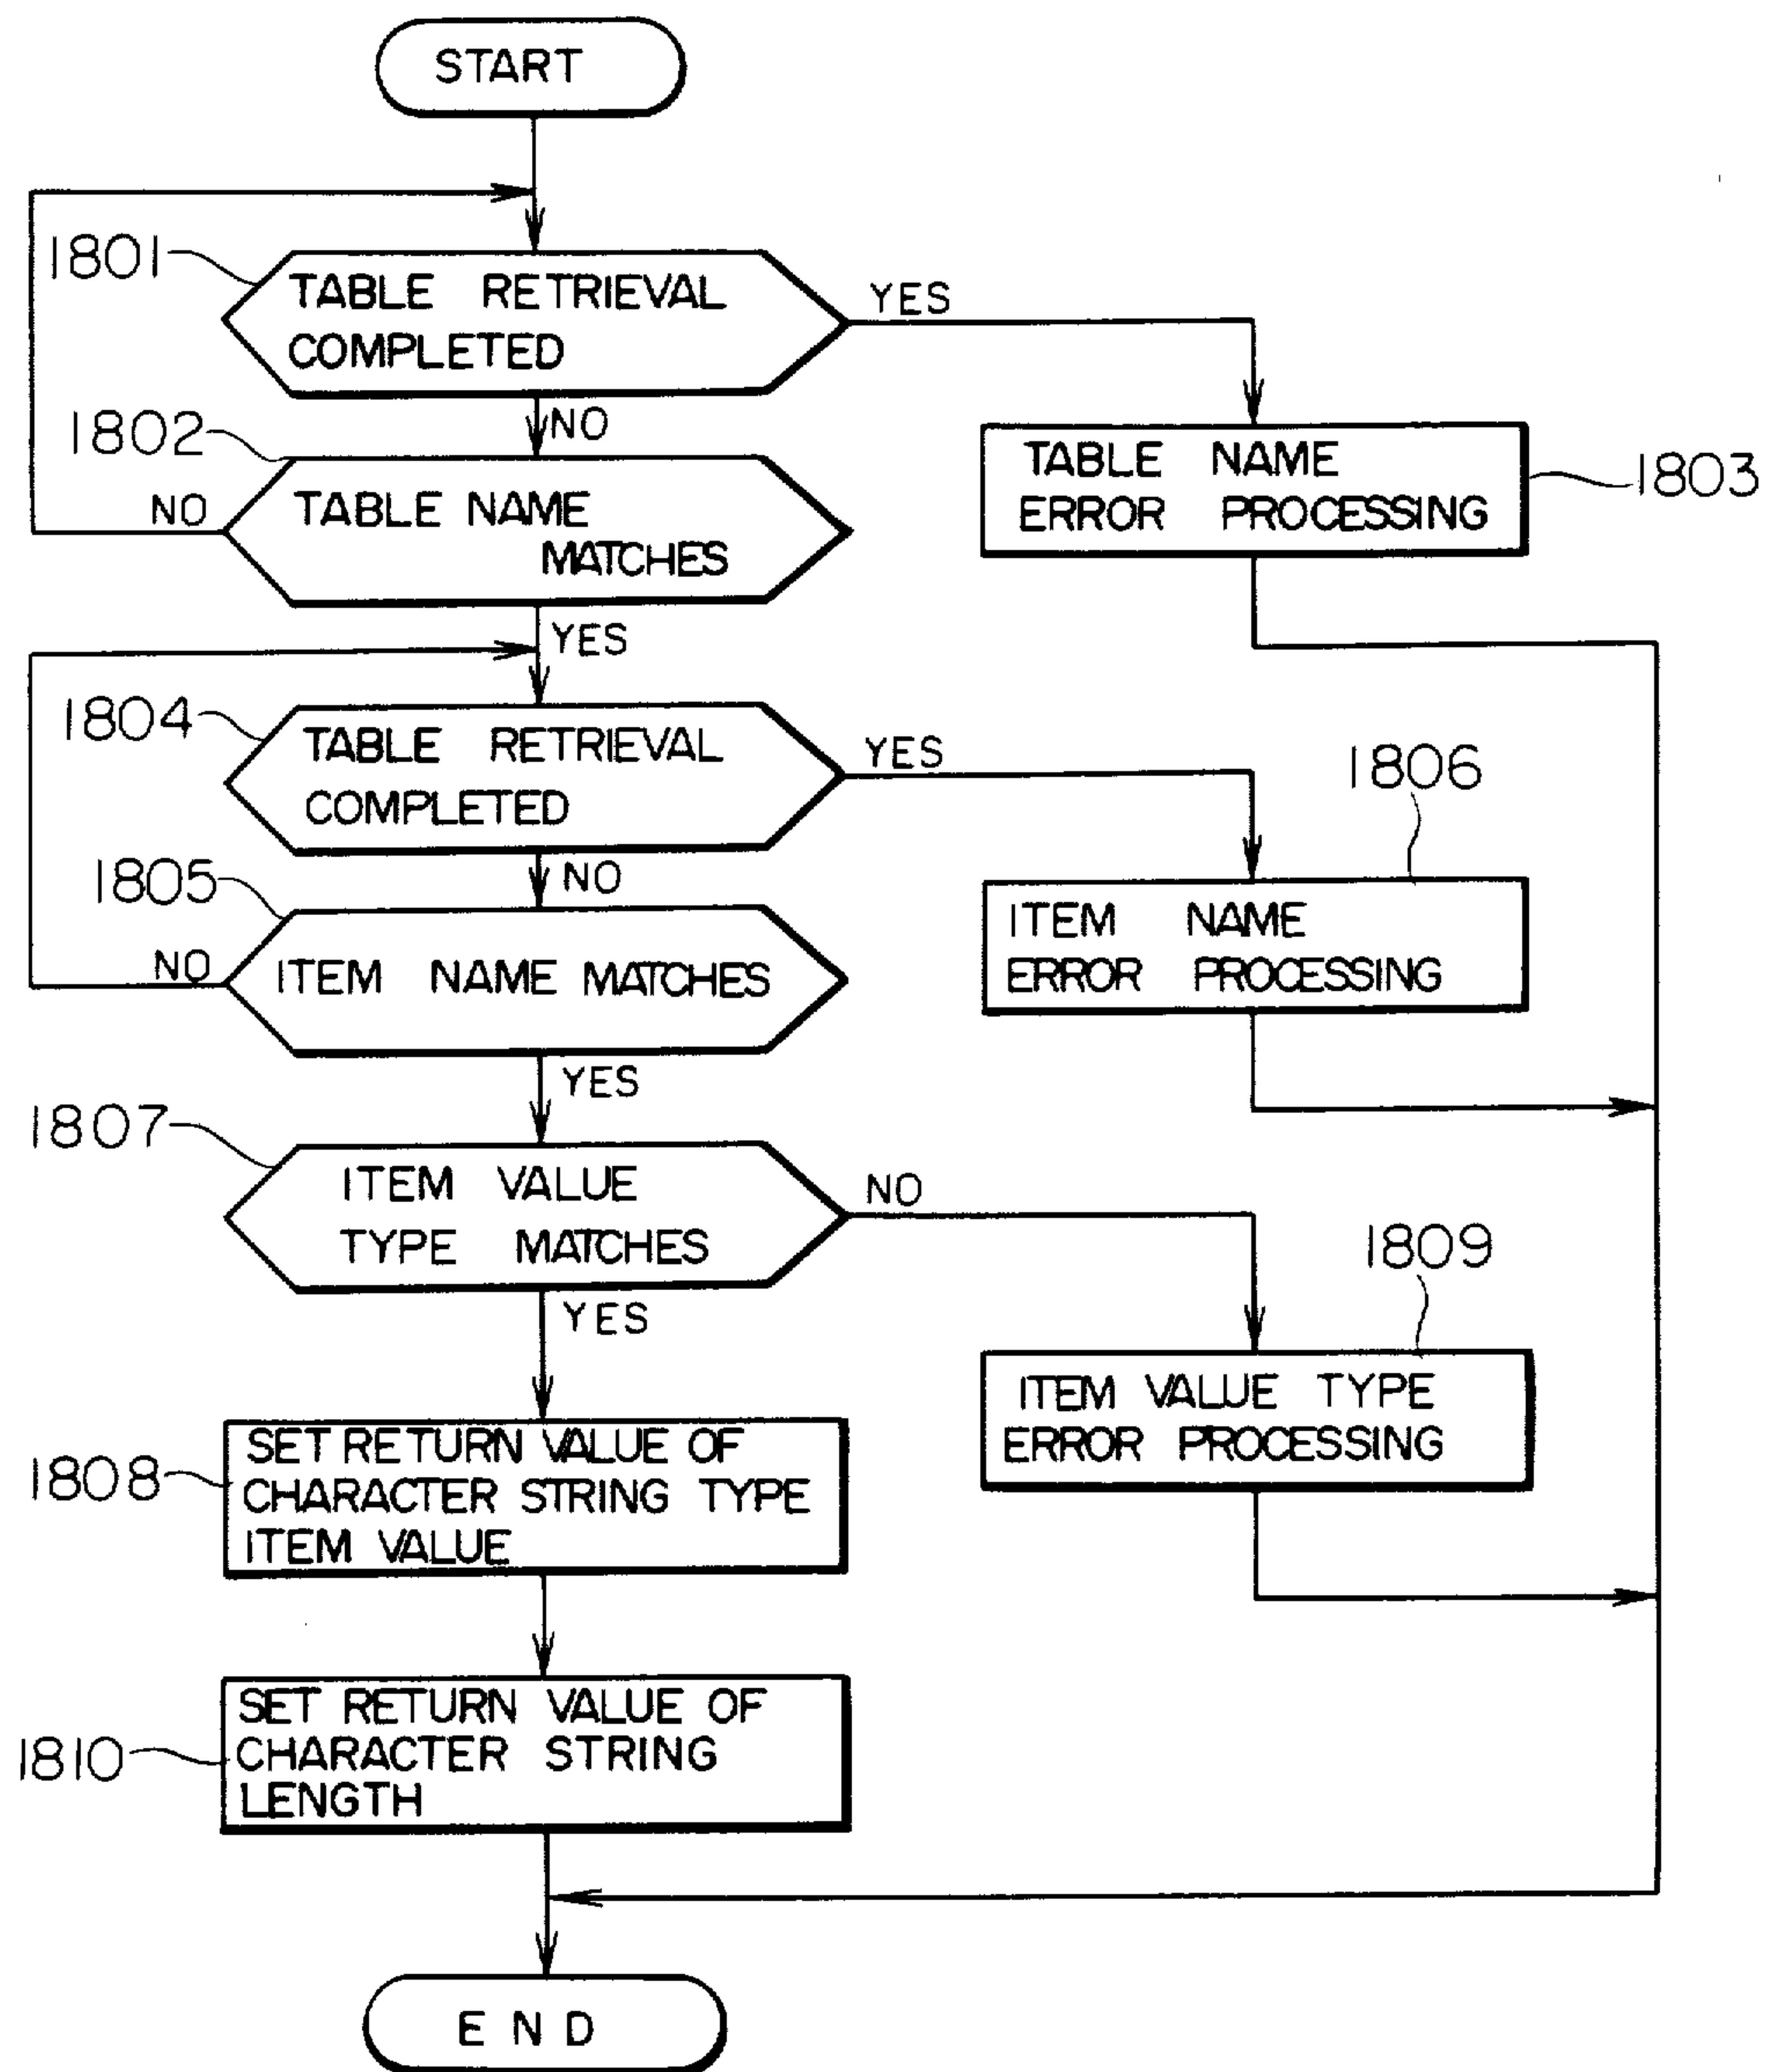 START
1801
TABLE RETRIEVAL
COMPLETED
YES
NO
1802
TABLE NAME
MATCHES
NO
TABLE NAME
ERROR PROCESSING
1803
YES
1804
TABLE RETRIEVAL
COMPLETED
YES
NO
1805
ITEM NAME MATCHES
NO
1806
ITEM NAME
ERROR PROCESSING
YES
1807
ITEM VALUE
TYPE MATCHES
NO
YES
1809
ITEM VALUE TYPE
ERROR PROCESSING
1808
SET RETURN VALUE OF
CHARACTER STRING TYPE
ITEM VALUE
1810
SET RETURN VALUE OF
CHARACTER STRING
LENGTH
END